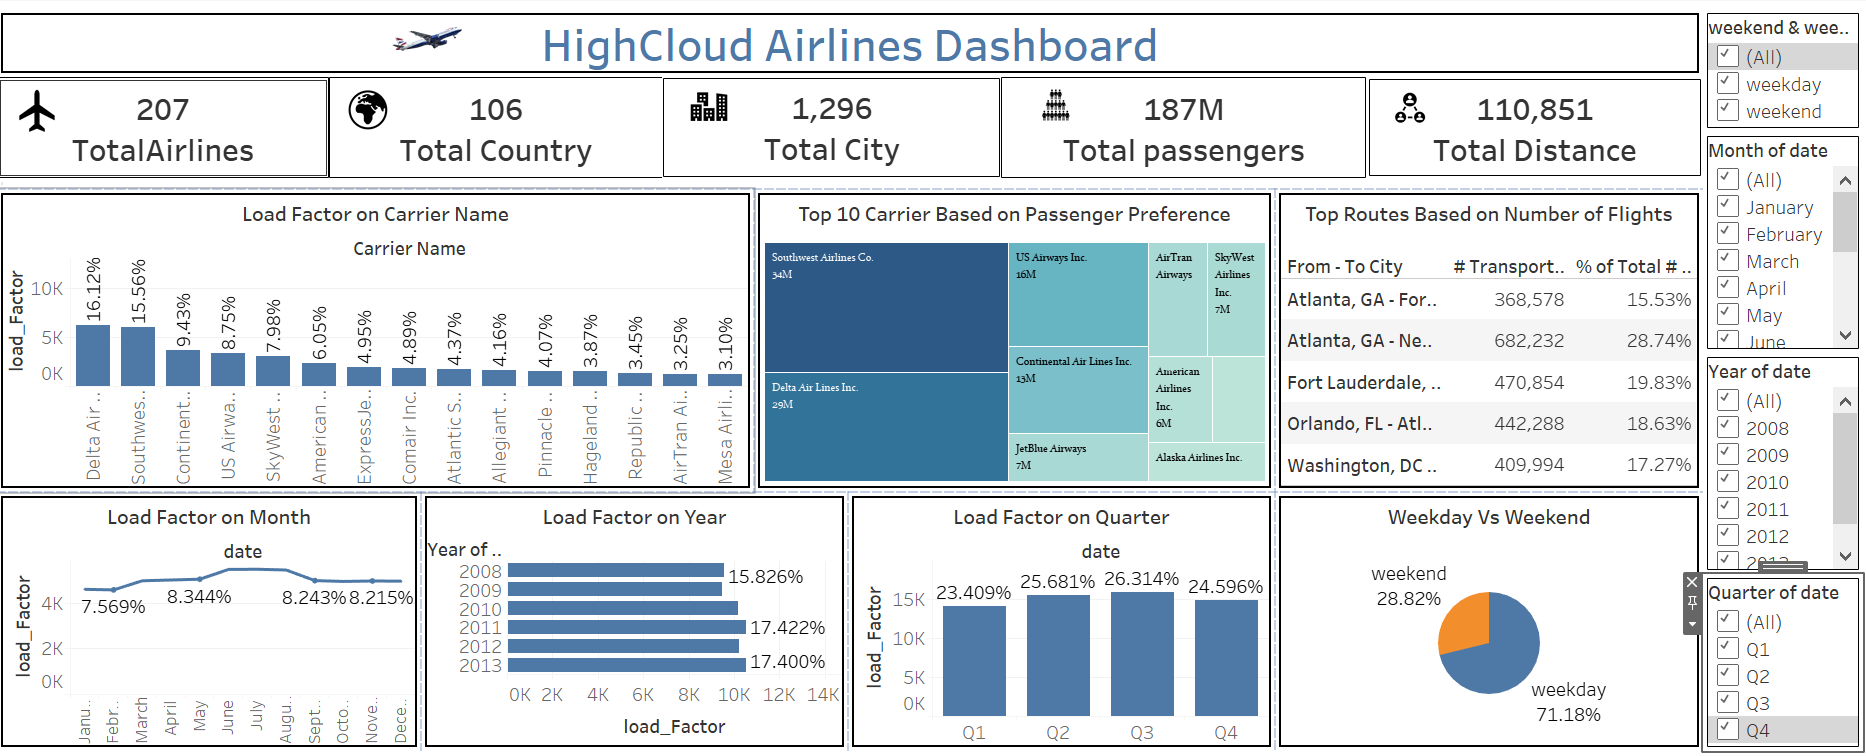 HighCloud Airlines Dashboard
207
TotalAirlines
106
Total Country
1,296
Total City
187M
Total passengers
110,851
Total Distance
Load Factor on Carrier Name
Carrier Name
load_Factor
10K
5K
0K
16.12%
15.56%
9.43%
8.75%
7.98%
6.05%
4.95%
4.89%
4.37%
4.16%
4.07%
3.87%
3.45%
3.25%
3.10%
Delta Air ..
Southwes..
Continent..
US Airwa..
SkyWest ..
American ..
ExpressJe..
Comair Inc.
Atlantic S..
Allegiant ..
Pinnacle ..
Hageland ..
Republic ..
AirTran Ai..
Mesa Airli..
Top 10 Carrier Based on Passenger Preference
Southwest Airlines Co.
34M
Delta Air Lines Inc.
29M
US Airways Inc.
16M
Continental Air Lines Inc.
13M
JetBlue Airways
7M
AirTran
Airways
SkyWest
Airlines
Inc.
7M
American
Airlines
Inc.
6M
Alaska Airlines Inc.
Top Routes Based on Number of Flights
From - To City # Transport.. % of Total # ..
Atlanta, GA - For.. 368,578 15.53%
Atlanta, GA - Ne.. 682,232 28.74%
Fort Lauderdale, .. 470,854 19.83%
Orlando, FL - Atl.. 442,288 18.63%
Washington, DC .. 409,994 17.27%
Load Factor on Month
date
load_Factor
4K
2K
0K
7.569%
8.344%
8.243%
8.215%
Janu..
Febr..
March
April
May
June
July
Augu..
Sept..
Octo..
Nove..
Dece..
Load Factor on Year
Year of ..
2008
2009
2010
2011
2012
2013
15.826%
17.422%
17.400%
0K 2K 4K 6K 8K 10K 12K 14K
load_Factor
Load Factor on Quarter
date
load_Factor
15K
10K
5K
0K
23.409%
25.681%
26.314%
24.596%
Q1 Q2 Q3 Q4
Weekday Vs Weekend
weekend
28.82%
weekday
71.18%
weekend & wee..
(All)
weekday
weekend
Month of date
(All)
January
February
March
April
May
June
Year of date
(All)
2008
2009
2010
2011
2012
2013
Quarter of date
(All)
Q1
Q2
Q3
Q4